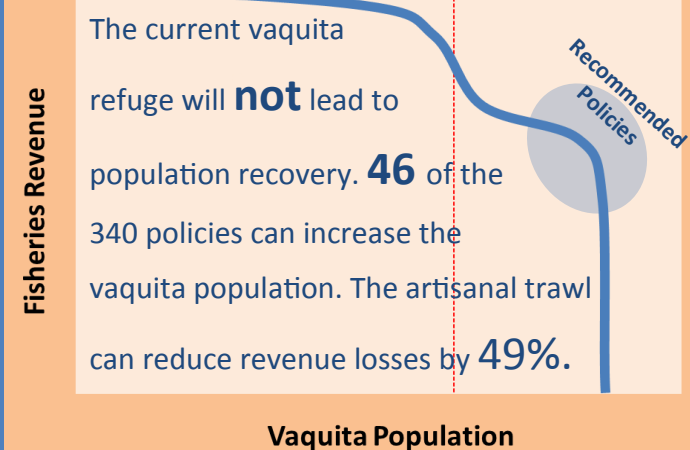 Fisheries Revenue
The current vaquita
refuge will not lead to
population recovery. 46 of the
340 policies can increase the
vaquita population. The artisanal trawl
can reduce revenue losses by 49%.
Recommended
Policies
Vaquita Population